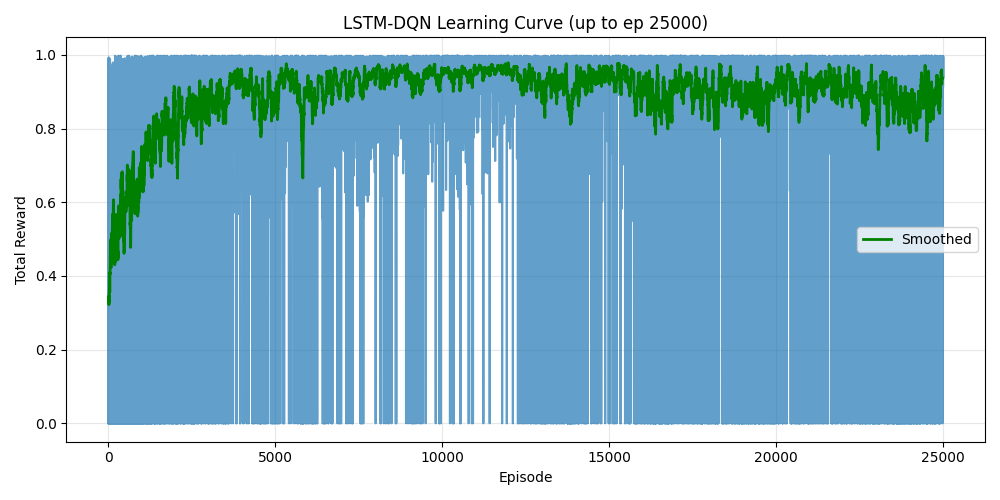 LSTM-DQN Learning Curve (up to ep 25000)
Total Reward
1.0
0.8
0.6
0.4
0.2
0.0
Smoothed
0 5000 10000 15000 20000 25000
Episode